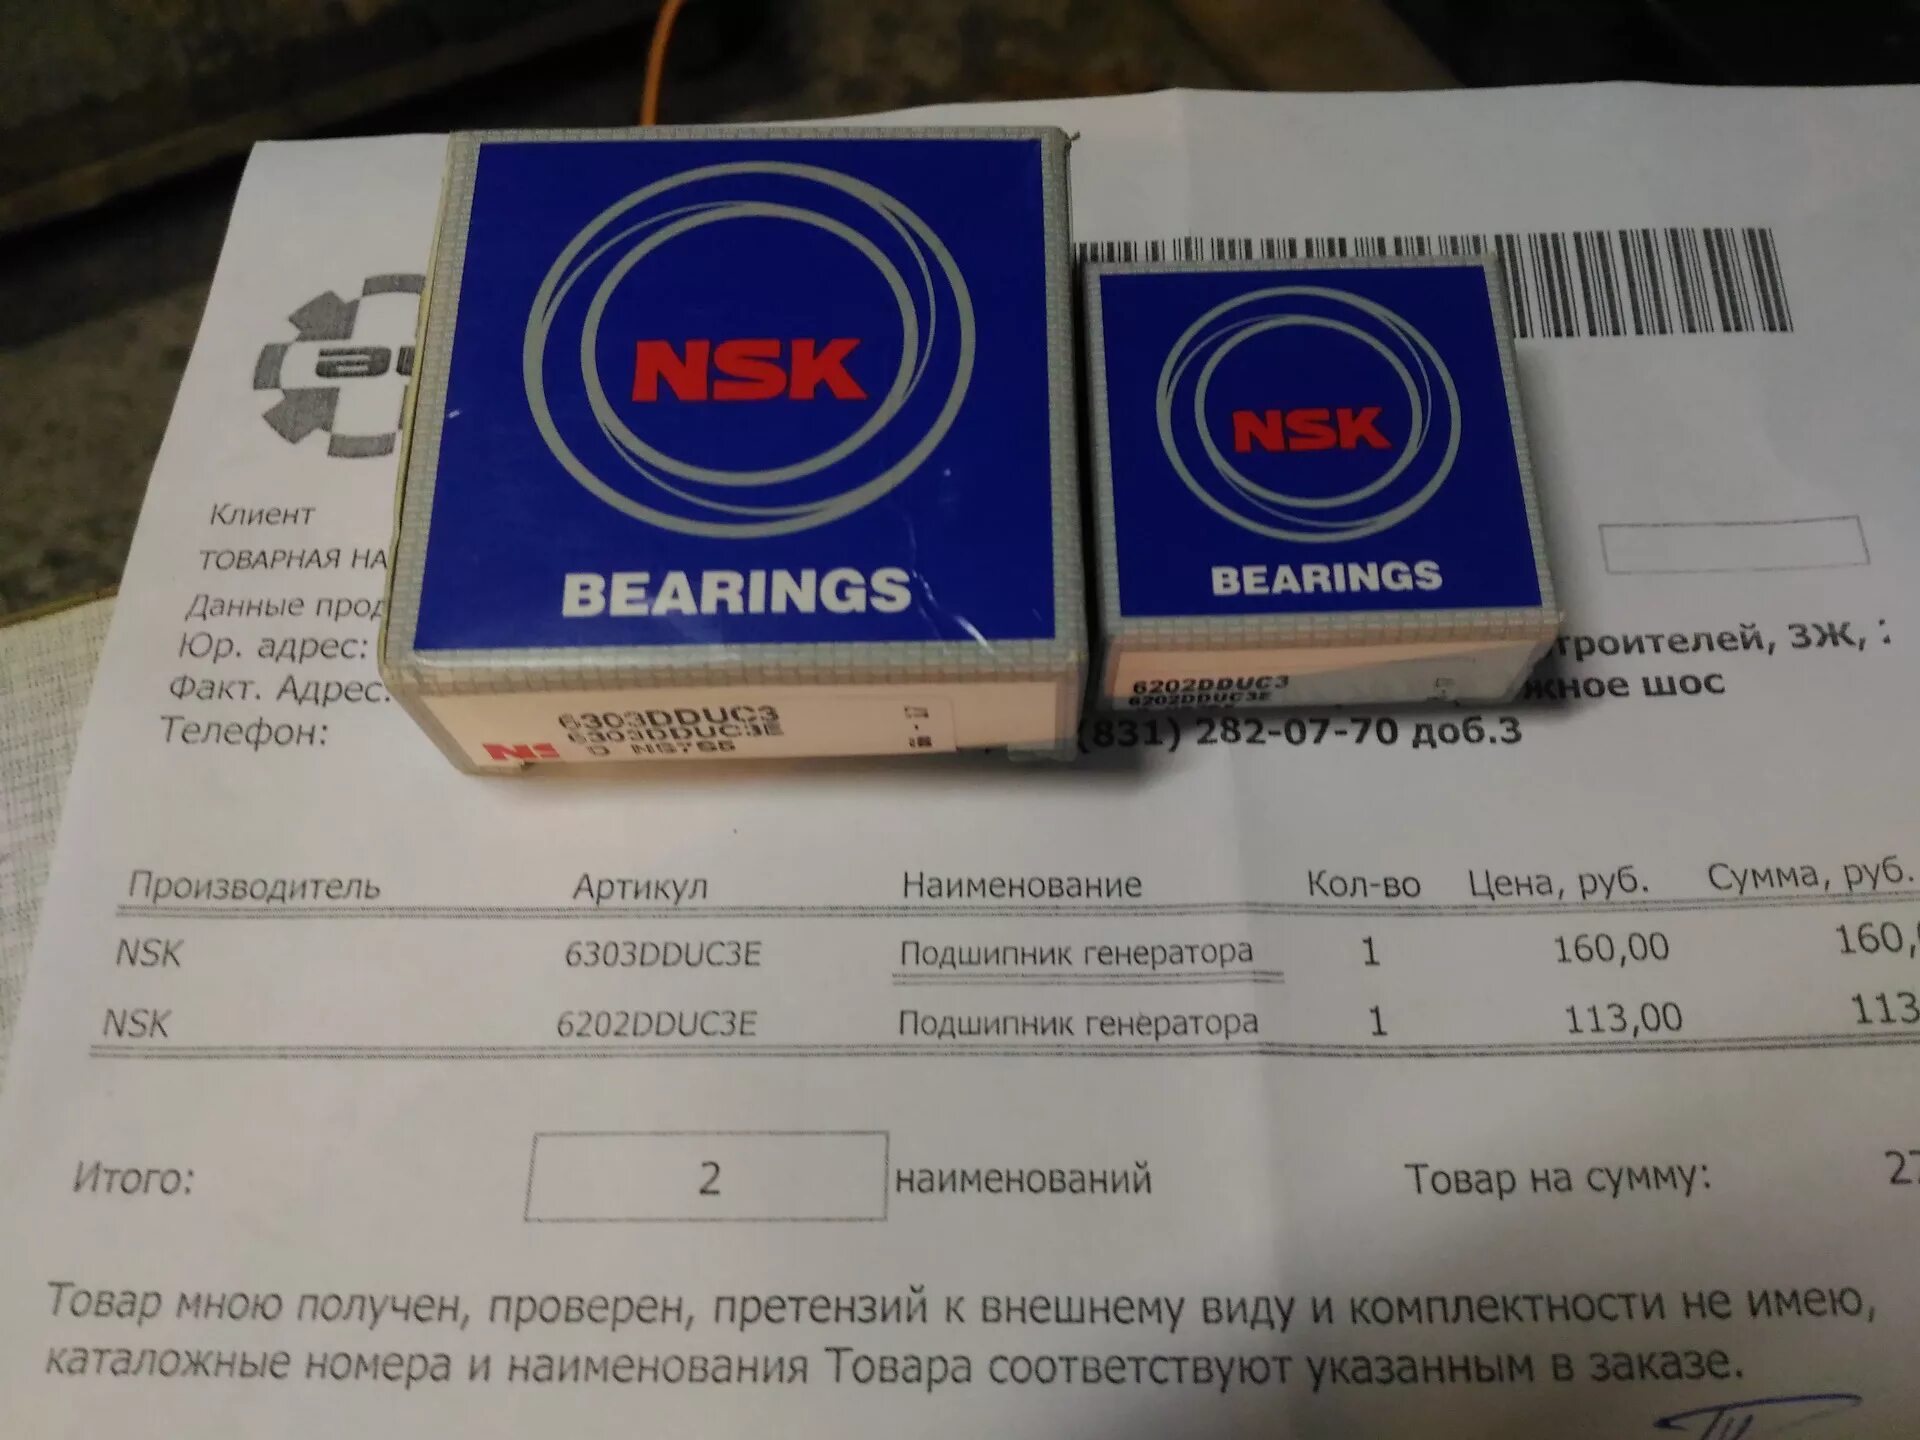 NSK
BEARINGS
6303DDUC3
6303DDUC3E
NSK
BEARINGS
6202DDUC3
6202DDUC3E
Клиент
ТОВАРНАЯ НА
Данные прод
Юр. адрес: троителей, 3Ж,
Факт. Адрес: жное шос
Телефон: (831) 282-07-70 доб.3
Производитель Артикул Наименование Кол-во Цена, руб. Сумма, руб.
NSK 6303DDUC3E Подшипник генератора 1 160,00 160,
NSK 6202DDUC3E Подшипник генератора 1 113,00 113
Итого: 2 наименований Товар на сумму: 27
Товар мною получен, проверен, претензий к внешнему виду и комплектности не имею,
каталожные номера и наименования Товара соответствуют указанным в заказе.